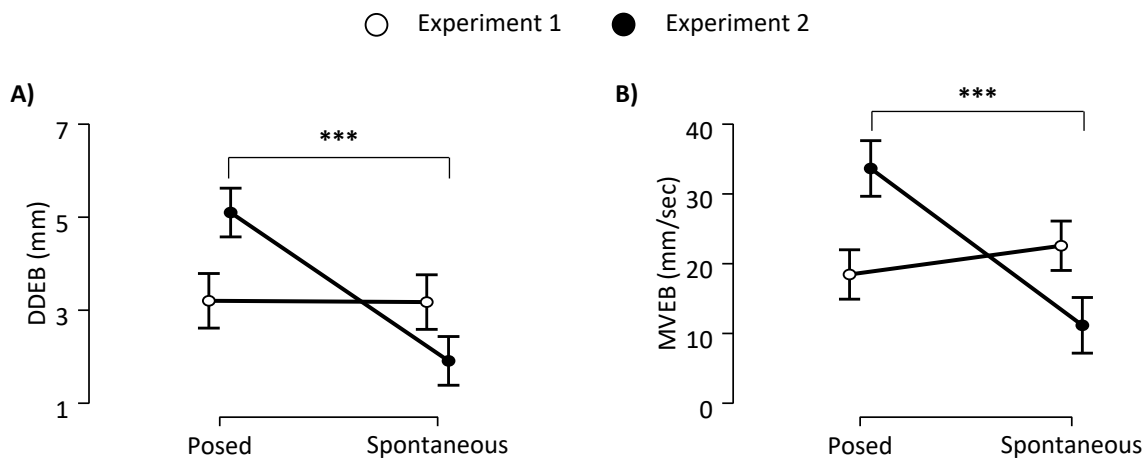 Experiment 1 Experiment 2
A)
***
7
5
3
1
DDEB (mm)
Posed Spontaneous
B)
***
40
30
20
10
0
MVEB (mm/sec)
Posed Spontaneous